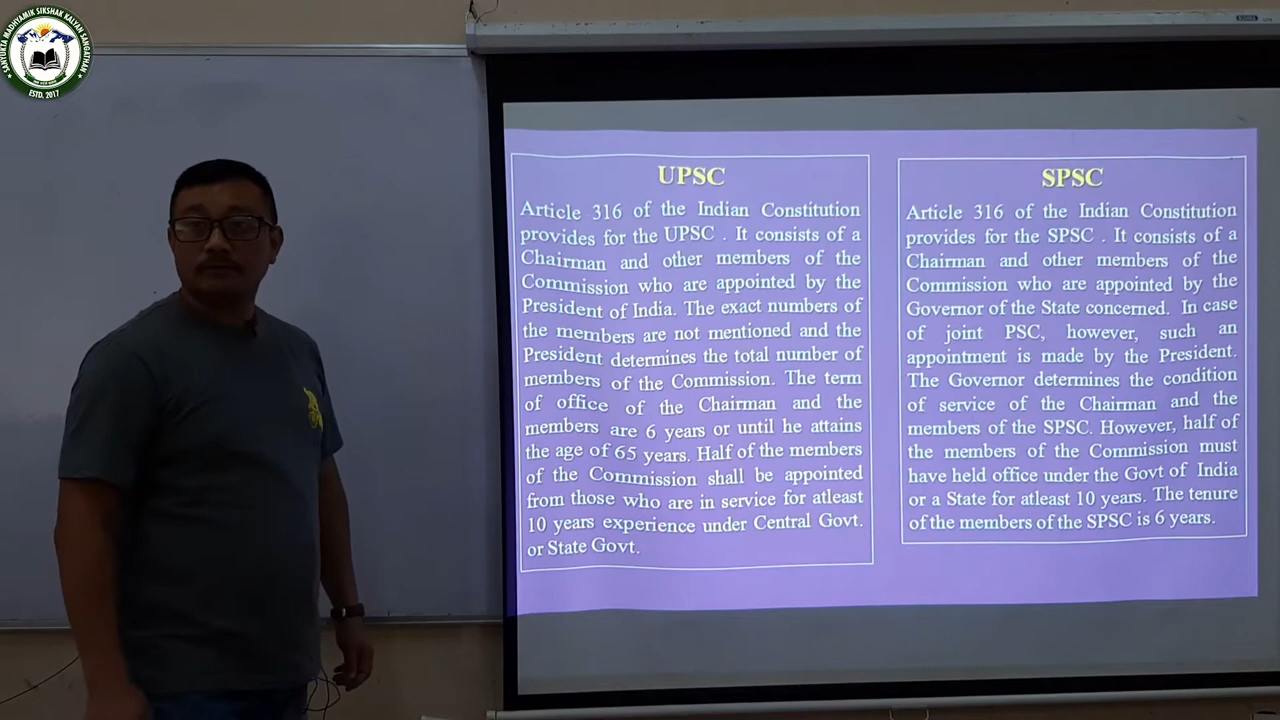 SANYUKTA MADHYAMIK SIKSHAK KALYAN SANGATHAN
ESTD. 2017
UPSC
Article 316 of the Indian Constitution
provides for the UPSC . It consists of a
Chairman and other members of the
Commission who are appointed by the
President of India. The exact numbers of
the members are not mentioned and the
President determines the total number of
members of the Commission. The term
of office of the Chairman and the
members are 6 years or until he attains
the age of 65 years. Half of the members
of the Commission shall be appointed
from those who are in service for atleast
10 years experience under Central Govt.
or State Govt.
SPSC
Article 316 of the Indian Constitution
provides for the SPSC . It consists of a
Chairman and other members of the
Commission who are appointed by the
Governor of the State concerned. In case
of joint PSC, however, such an
appointment is made by the President.
The Governor determines the condition
of service of the Chairman and the
members of the SPSC. However, half of
the members of the Commission must
have held office under the Govt of India
or a State for atleast 10 years. The tenure
of the members of the SPSC is 6 years.